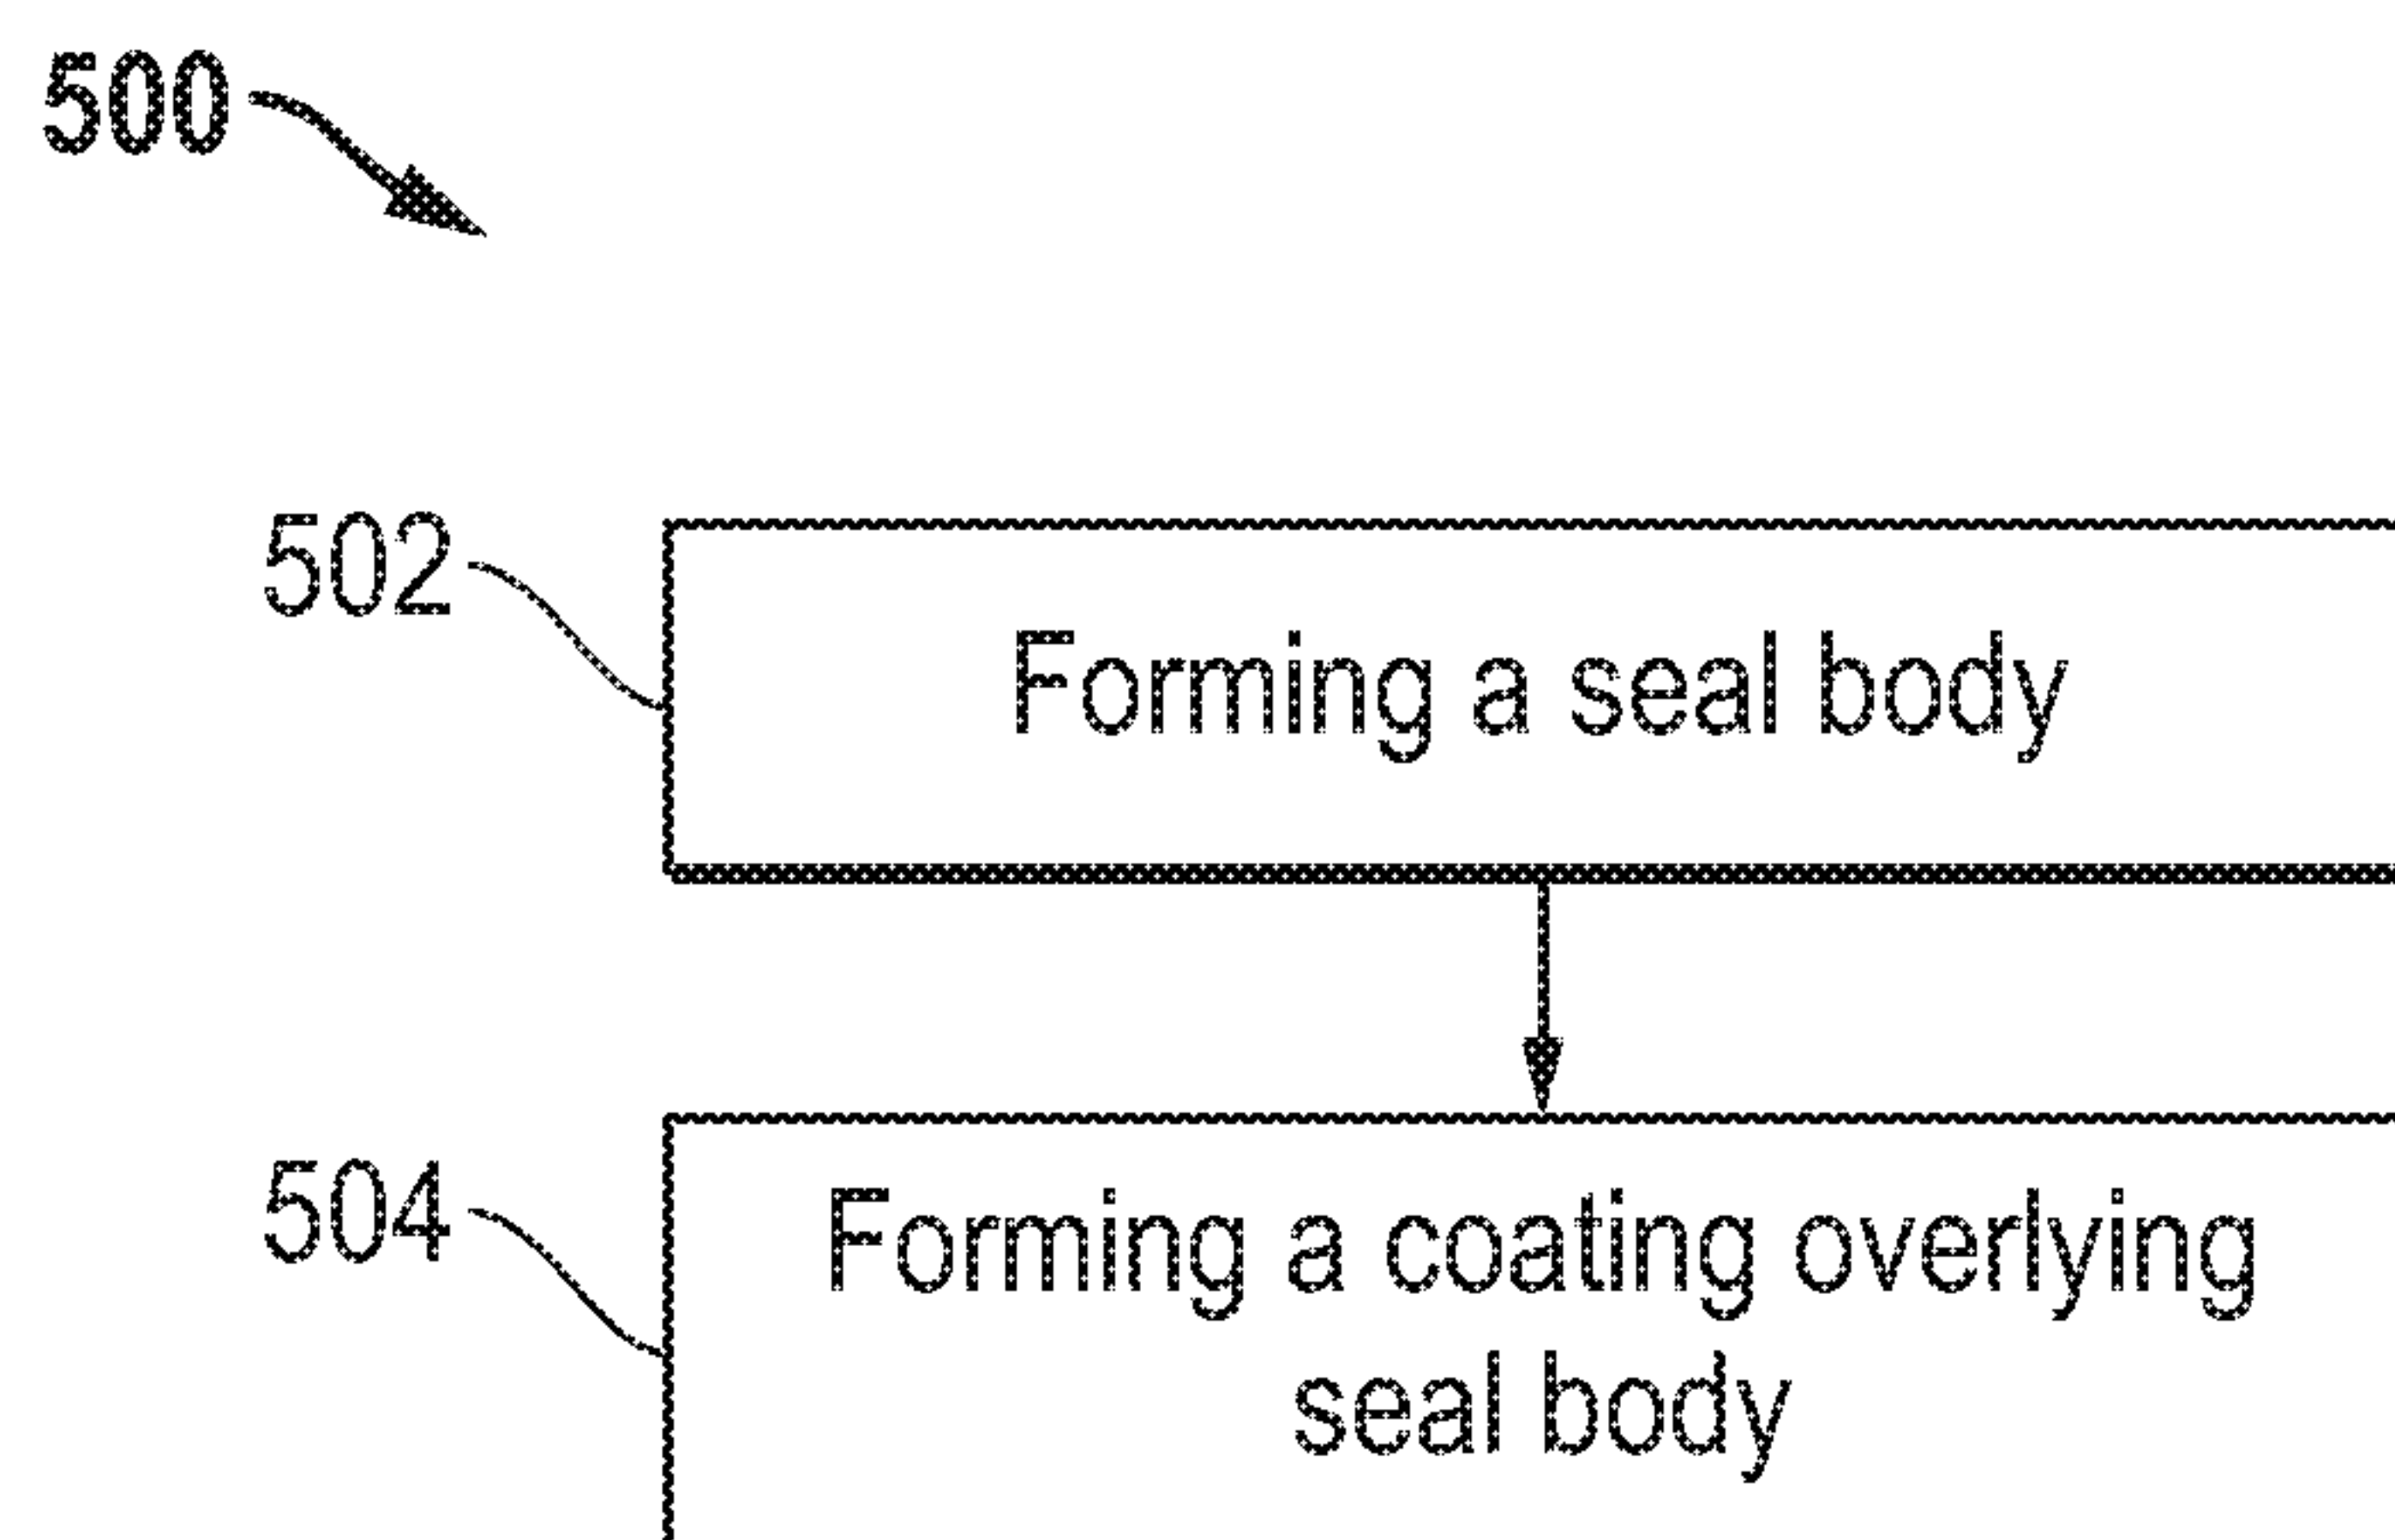 500
502
Forming a seal body
504
Forming a coating overlying
seal body